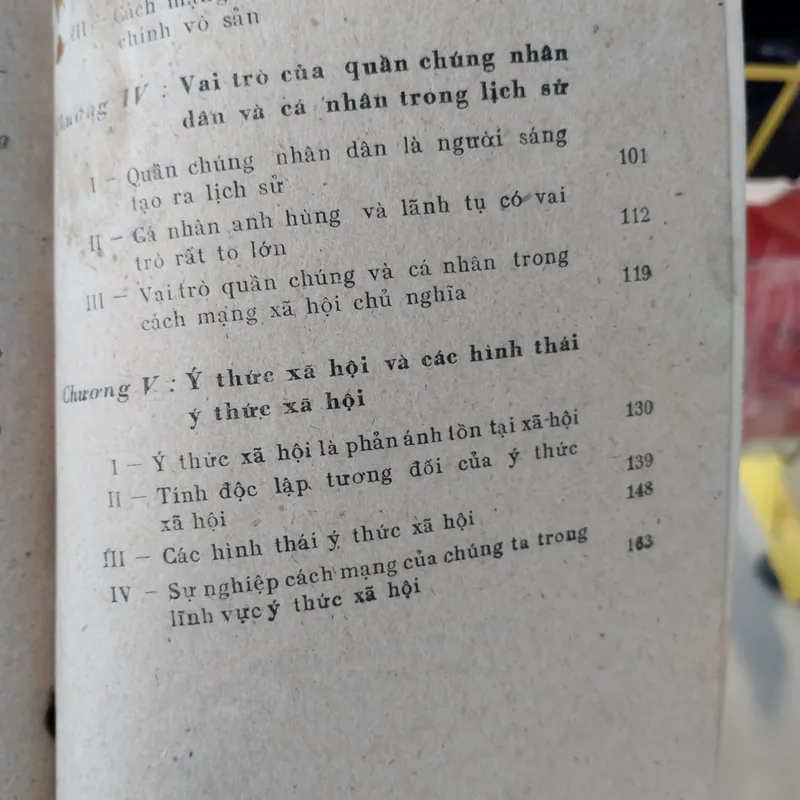 III – Cách mạng
chính vô sản
Chương IV : Vai trò của quần chúng nhân
dân và cá nhân trong lịch sử
I – Quần chúng nhân dân là người sáng
tạo ra lịch sử 101
II – Cá nhân anh hùng và lãnh tụ có vai
trò rất to lớn 112
III – Vai trò quần chúng và cá nhân trong
cách mạng xã hội chủ nghĩa 119
Chương V : Ý thức xã hội và các hình thái
ý thức xã hội
I – Ý thức xã hội là phản ánh tồn tại xã hội 130
II – Tính độc lập tương đối của ý thức
xã hội 139
III – Các hình thái ý thức xã hội 148
IV – Sự nghiệp cách mạng của chúng ta trong
lĩnh vực ý thức xã hội 163